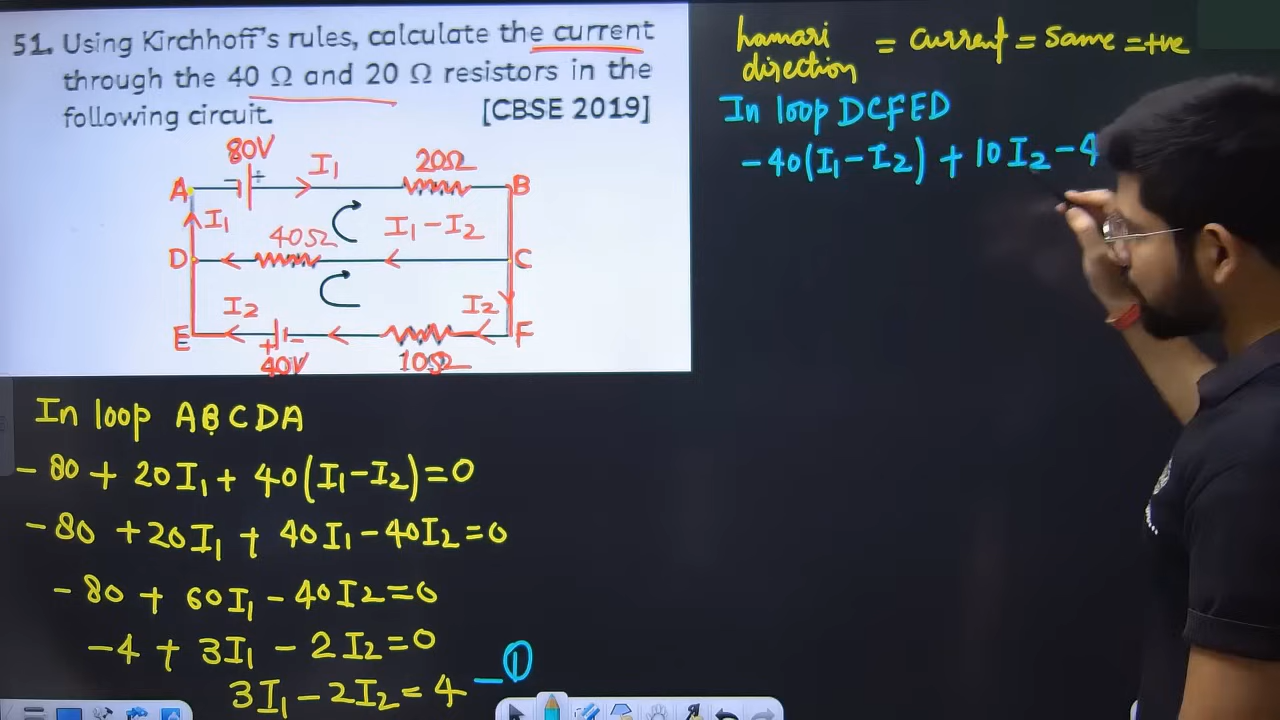 51. Using Kirchhoff's rules, calculate the current
through the 40 Ω and 20 Ω resistors in the
following circuit. [CBSE 2019]
80V
+
I₁
20Ω
A
B
I₁
40Ω
I₁ - I₂
D
C
I₂
I₂
E
+ -
F
40V
10Ω
In loop ABCDA
- 80 + 20I₁ + 40(I₁-I₂)=0
- 80 + 20I₁ + 40I₁ - 40I₂ = 0
- 80 + 60I₁ - 40I₂ = 0
- 4 + 3I₁ - 2I₂ = 0
3I₁ - 2I₂ = 4 - ①
hamari
direction = current = same = +ve
In loop DCFED
- 40(I₁ - I₂) + 10I₂ - 4